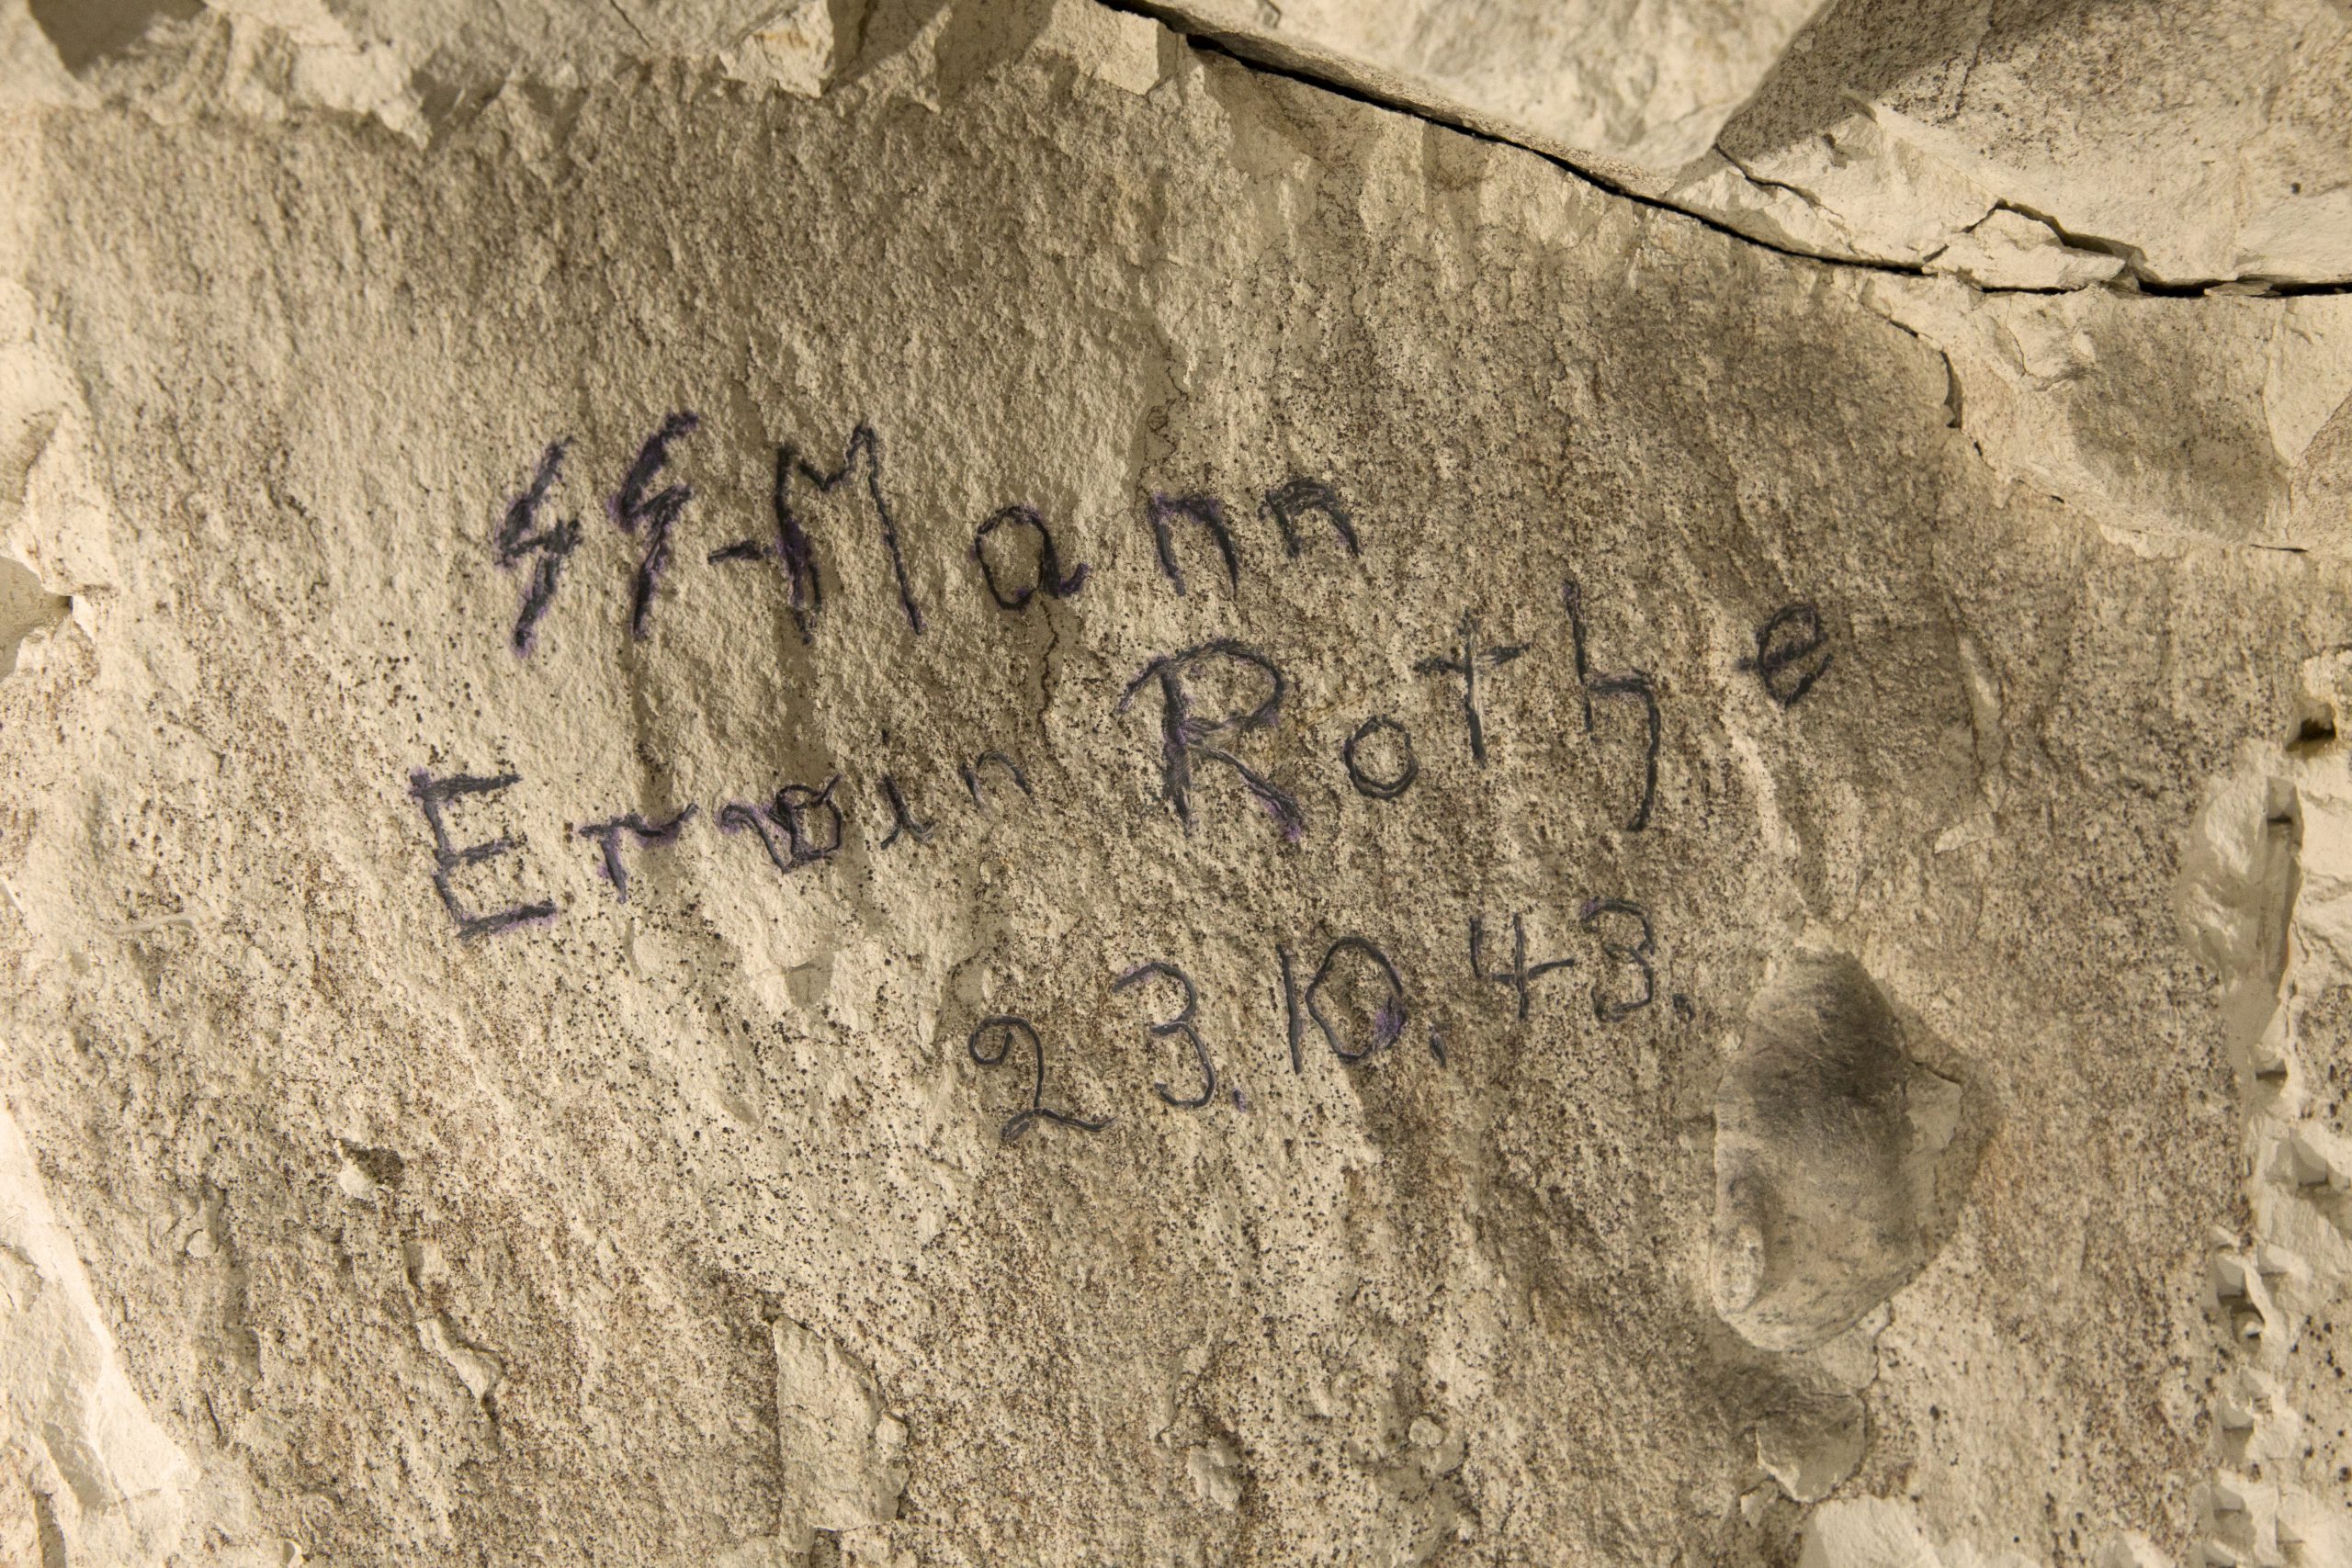 ᛋᛋ-Mann
Erwin Rothe
23.10.43.